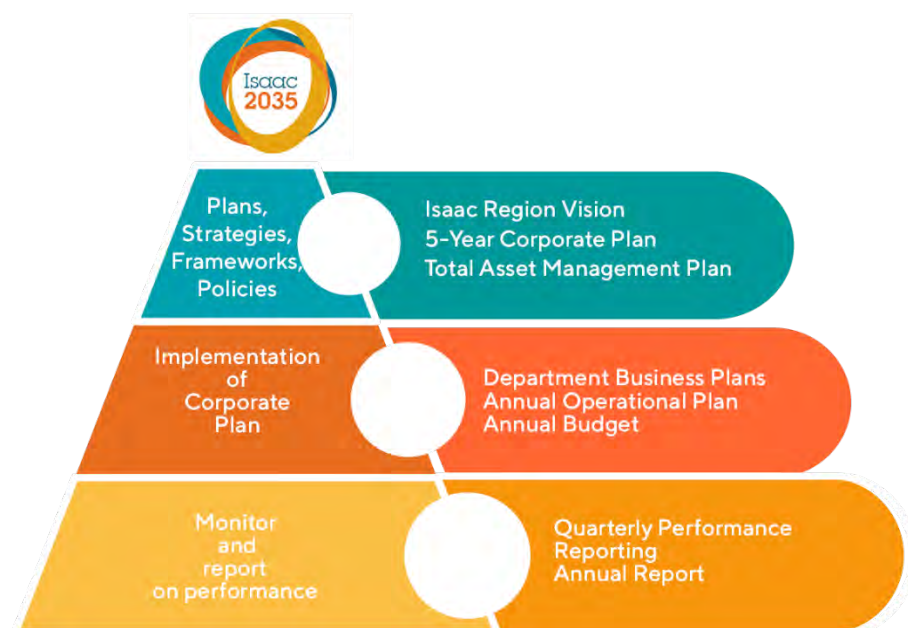 Isaac
2035
Plans,
Strategies,
Frameworks,
Policies
Isaac Region Vision
5-Year Corporate Plan
Total Asset Management Plan
Implementation
of
Corporate
Plan
Department Business Plans
Annual Operational Plan
Annual Budget
Monitor
and
report
on performance
Quarterly Performance
Reporting
Annual Report